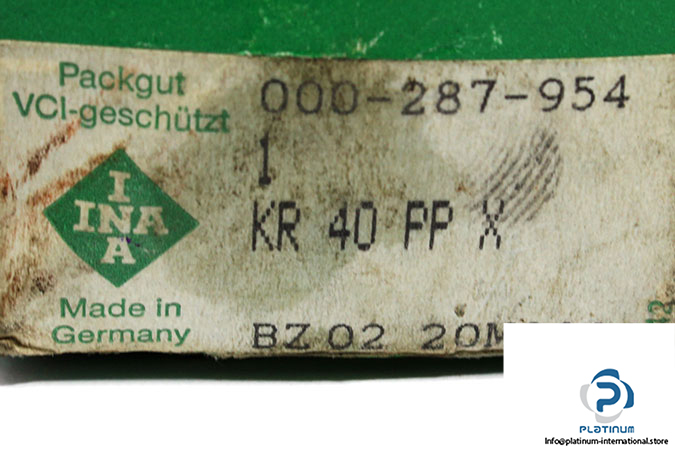 Packgut
VCI-geschützt
000-287-954
1
INA
INA
KR 40 PP X
Made in
Germany
BZ 02
PLATINUM
Info@platinum-international.store